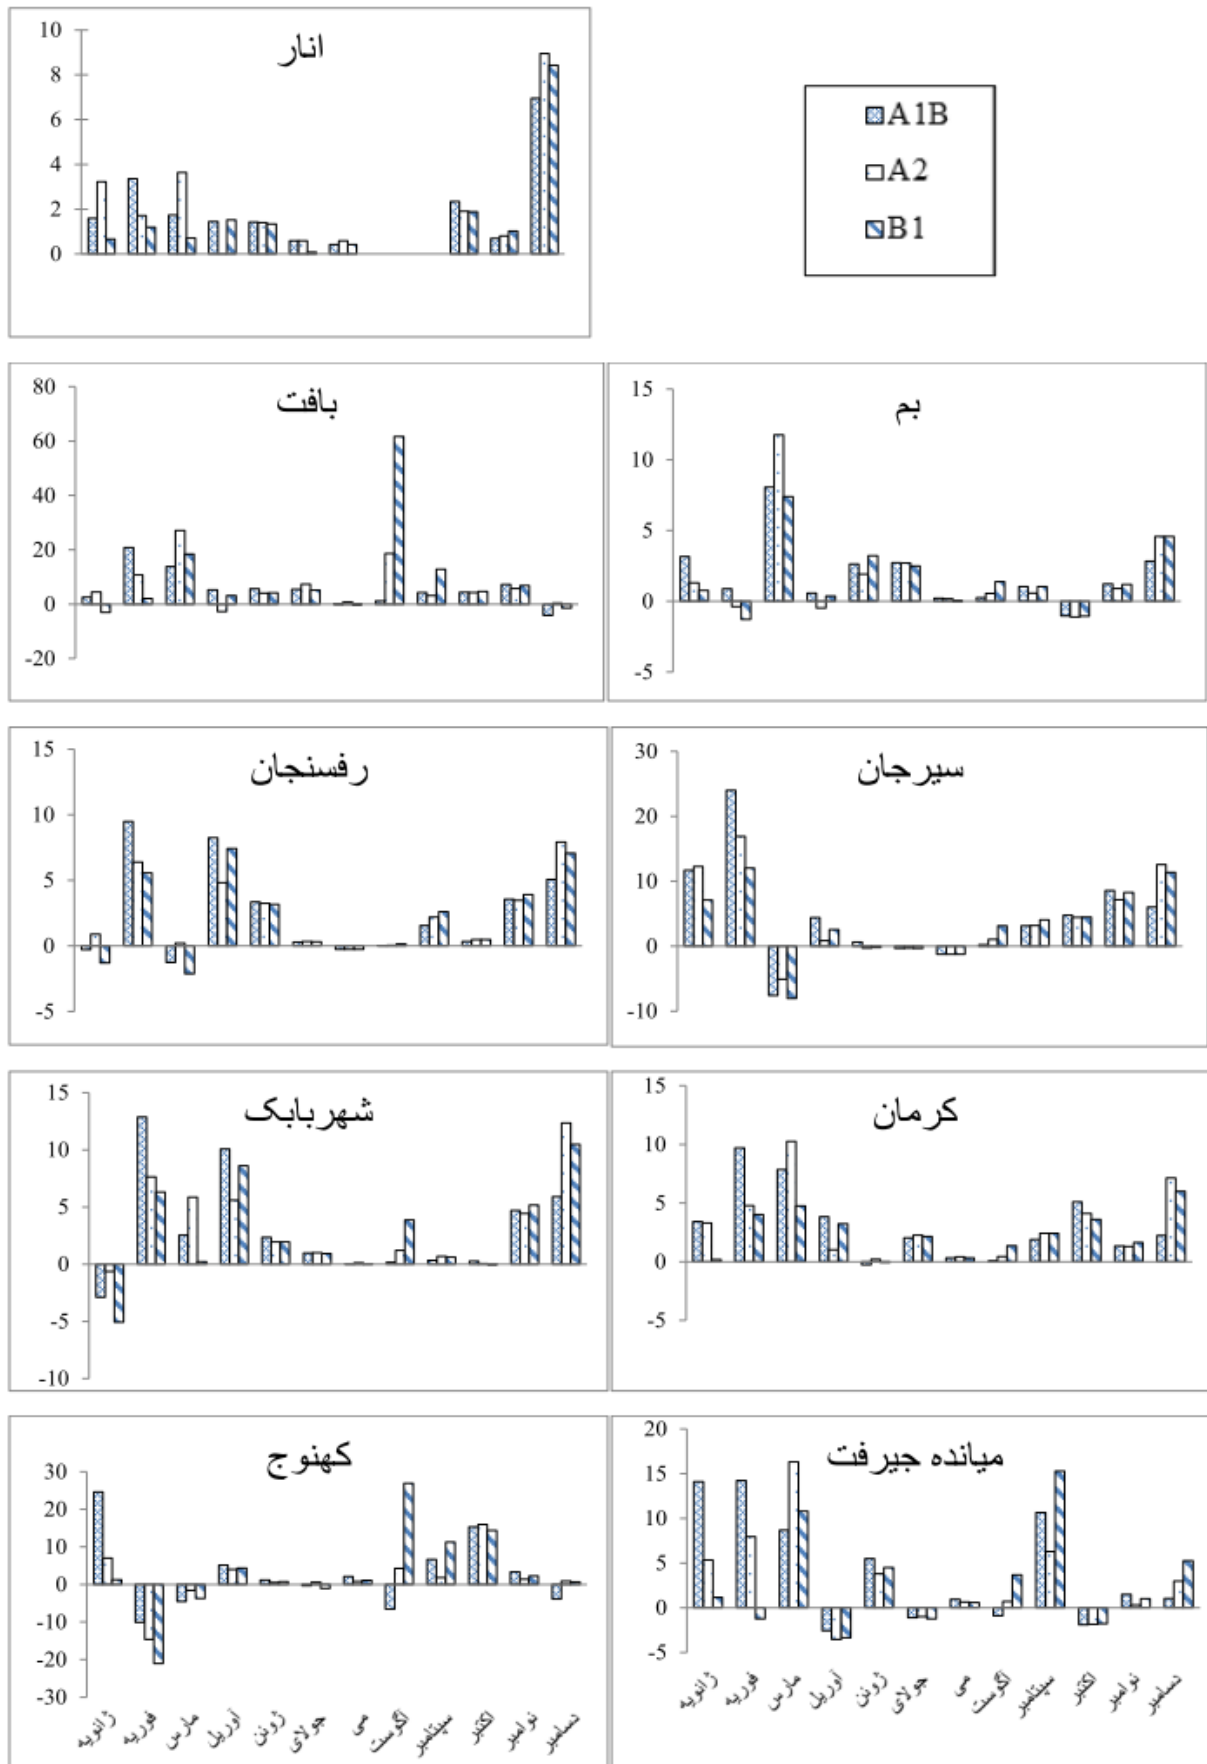 انار
10
8
6
4
2
0
A1B
A2
B1
بافت
80
60
40
20
0
-20
بم
15
10
5
0
-5
رفسنجان
15
10
5
0
-5
سیرجان
30
20
10
0
-10
شهربابک
15
10
5
0
-5
-10
کرمان
15
10
5
0
-5
کهنوج
30
20
10
0
-10
-20
-30
ژانویه
فوریه
مارس
آوریل
ژوئن
جولای
می
آگوست
سپتامبر
اکتبر
نوامبر
دسامبر
میانده جیرفت
20
15
10
5
0
-5
ژانویه
فوریه
مارس
آوریل
ژوئن
جولای
می
آگوست
سپتامبر
اکتبر
نوامبر
دسامبر